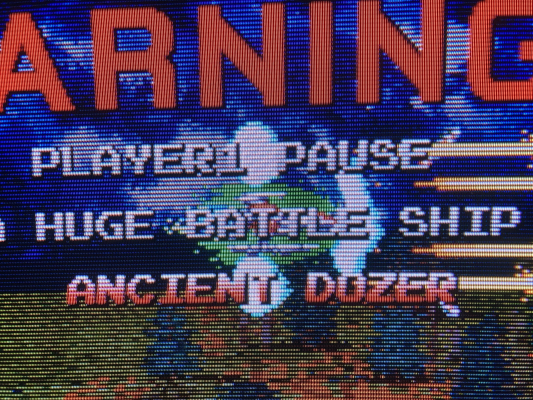 ARNING
PLAYER1 PAUSE
A HUGE BATTLE SHIP
ANCIENT DOZER